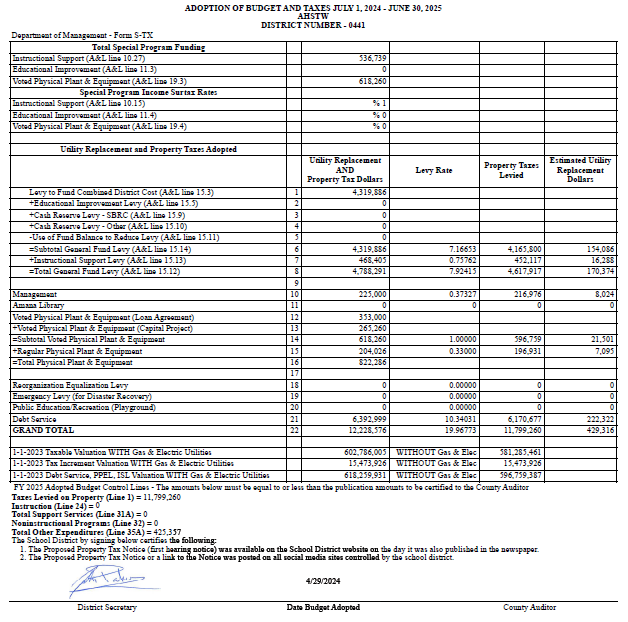 ADOPTION OF BUDGET AND TAXES JULY 1, 2024 - JUNE 30, 2025
AHSTW
DISTRICT NUMBER - 0441
Department of Management - Form S-TX
Total Special Program Funding
Instructional Support (A&L line 10.27) 536,739
Educational Improvement (A&L line 11.3) 0
Voted Physical Plant & Equipment (A&L line 19.3) 618,260
Special Program Income Surtax Rates
Instructional Support (A&L line 10.15) % 1
Educational Improvement (A&L line 11.4) % 0
Voted Physical Plant & Equipment (A&L line 19.4) % 0
Utility Replacement and Property Taxes Adopted
Utility Replacement AND Property Tax Dollars Levy Rate Property Taxes Levied Estimated Utility Replacement Dollars
Levy to Fund Combined District Cost (A&L line 15.3) 1 4,319,886
+Educational Improvement Levy (A&L line 15.5) 2 0
+Cash Reserve Levy - SBRC (A&L line 15.9) 3 0
+Cash Reserve Levy - Other (A&L line 15.10) 4 0
-Use of Fund Balance to Reduce Levy (A&L line 15.11) 5 0
=Subtotal General Fund Levy (A&L line 15.14) 6 4,319,886 7.16653 4,165,800 154,086
+Instructional Support Levy (A&L line 15.13) 7 468,405 0.75762 452,117 16,288
=Total General Fund Levy (A&L line 15.12) 8 4,788,291 7.92415 4,617,917 170,374
9
Management 10 225,000 0.37327 216,976 8,024
Amana Library 11 0 0 0 0
Voted Physical Plant & Equipment (Loan Agreement) 12 353,000
+Voted Physical Plant & Equipment (Capital Project) 13 265,260
=Subtotal Voted Physical Plant & Equipment 14 618,260 1.00000 596,759 21,501
+Regular Physical Plant & Equipment 15 204,026 0.33000 196,931 7,095
=Total Physical Plant & Equipment 16 822,286
17
Reorganization Equalization Levy 18 0 0.00000 0 0
Emergency Levy (for Disaster Recovery) 19 0 0.00000 0 0
Public Education/Recreation (Playground) 20 0 0.00000 0 0
Debt Service 21 6,392,999 10.34031 6,170,677 222,322
GRAND TOTAL 22 12,228,576 19.96773 11,799,260 429,316
1-1-2023 Taxable Valuation WITH Gas & Electric Utilities 602,786,005 WITHOUT Gas & Elec 581,285,461
1-1-2023 Tax Increment Valuation WITH Gas & Electric Utilities 15,473,926 WITHOUT Gas & Elec 15,473,926
1-1-2023 Debt Service, PPEL, ISL Valuation WITH Gas & Electric Utilities 618,259,931 WITHOUT Gas & Elec 596,759,387
FY 2025 Adopted Budget Control Lines - The amounts below must be equal to or less than the publication amounts to be certified to the County Auditor
Taxes Levied on Property (Line 1) = 11,799,260
Instruction (Line 24) = 0
Total Support Services (Line 31A) = 0
Noninstructional Programs (Line 32) = 0
Total Other Expenditures (Line 35A) = 425,357
The School District by signing below certifies the following:
1. The Proposed Property Tax Notice (first hearing notice) was available on the School District website on the day it was also published in the newspaper.
2. The Proposed Property Tax Notice or a link to the Notice was posted on all social media sites controlled by the school district.
4/29/2024
District Secretary Date Budget Adopted County Auditor